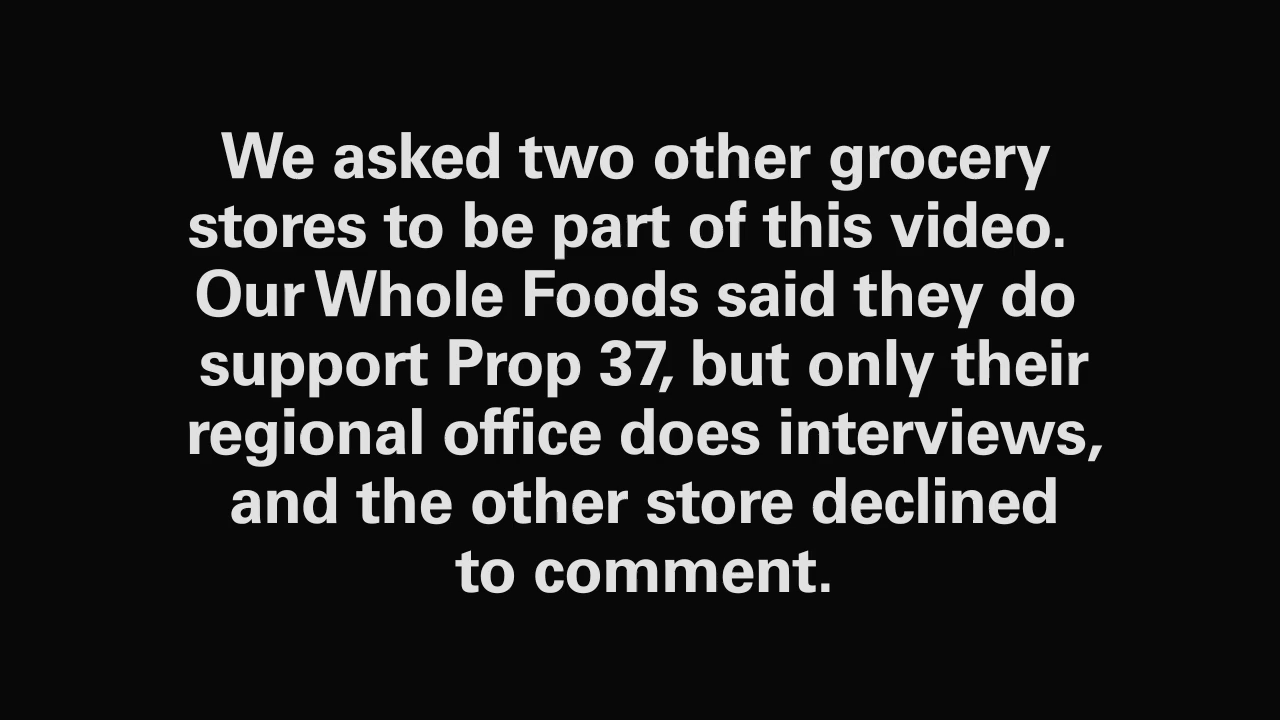 We asked two other grocery
stores to be part of this video.
Our Whole Foods said they do
support Prop 37, but only their
regional office does interviews,
and the other store declined
to comment.